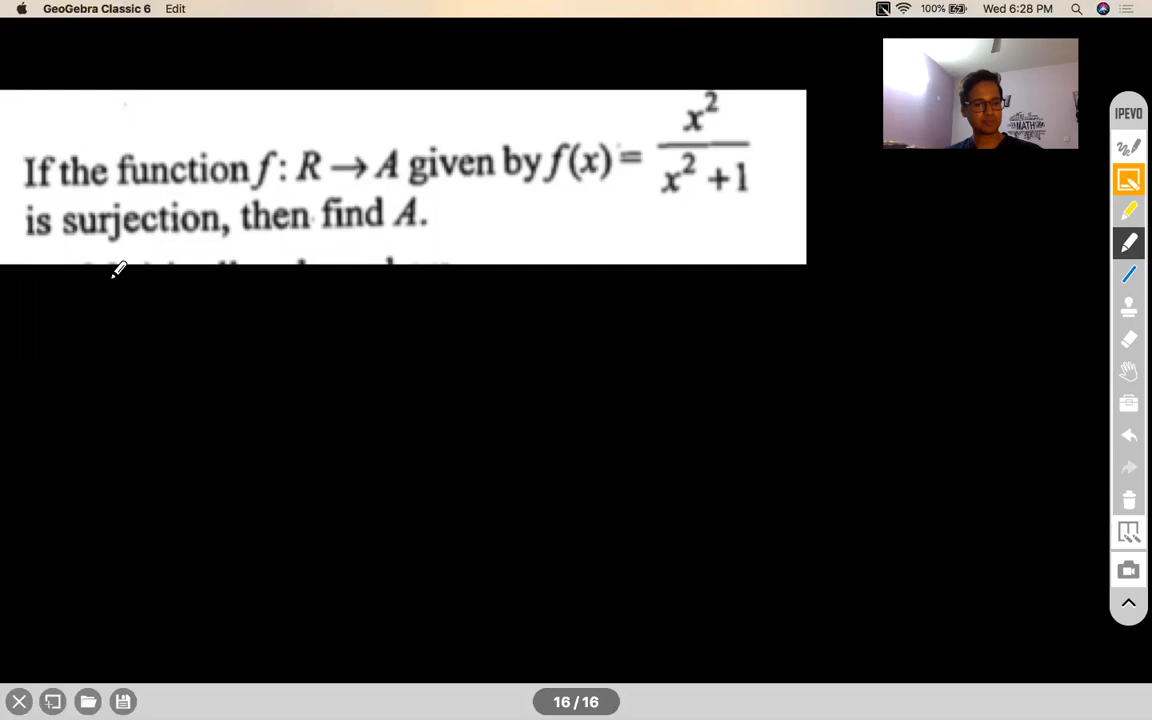 GeoGebra Classic 6 Edit 100% Wed 6:28 PM
IPEVO
MATH
If the function f : R → A given by f(x) = x² / x² + 1
is surjection, then find A.
16 / 16